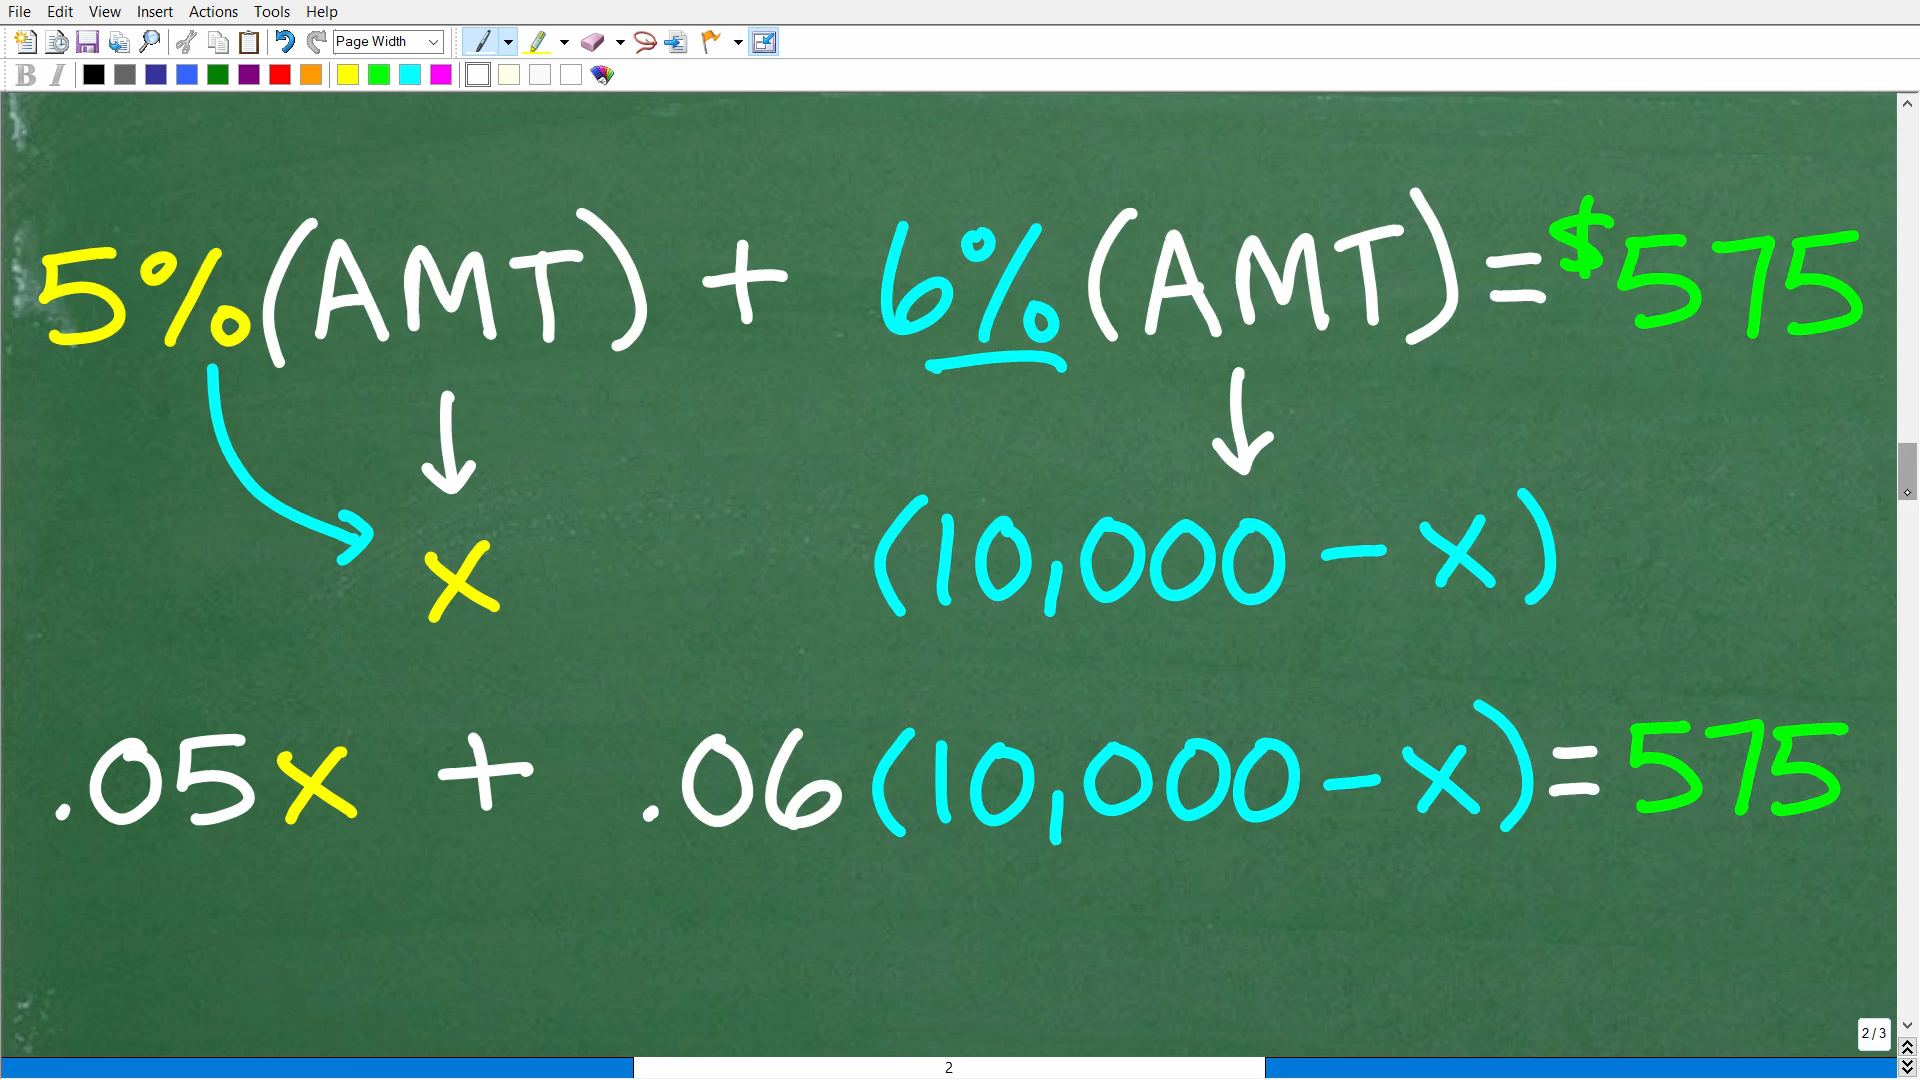 File Edit View Insert Actions Tools Help
Page Width
B I
5%(AMT) + 6%(AMT) = $575
x (10,000 - x)
.05x + .06(10,000 - x) = 575
2 / 3
2